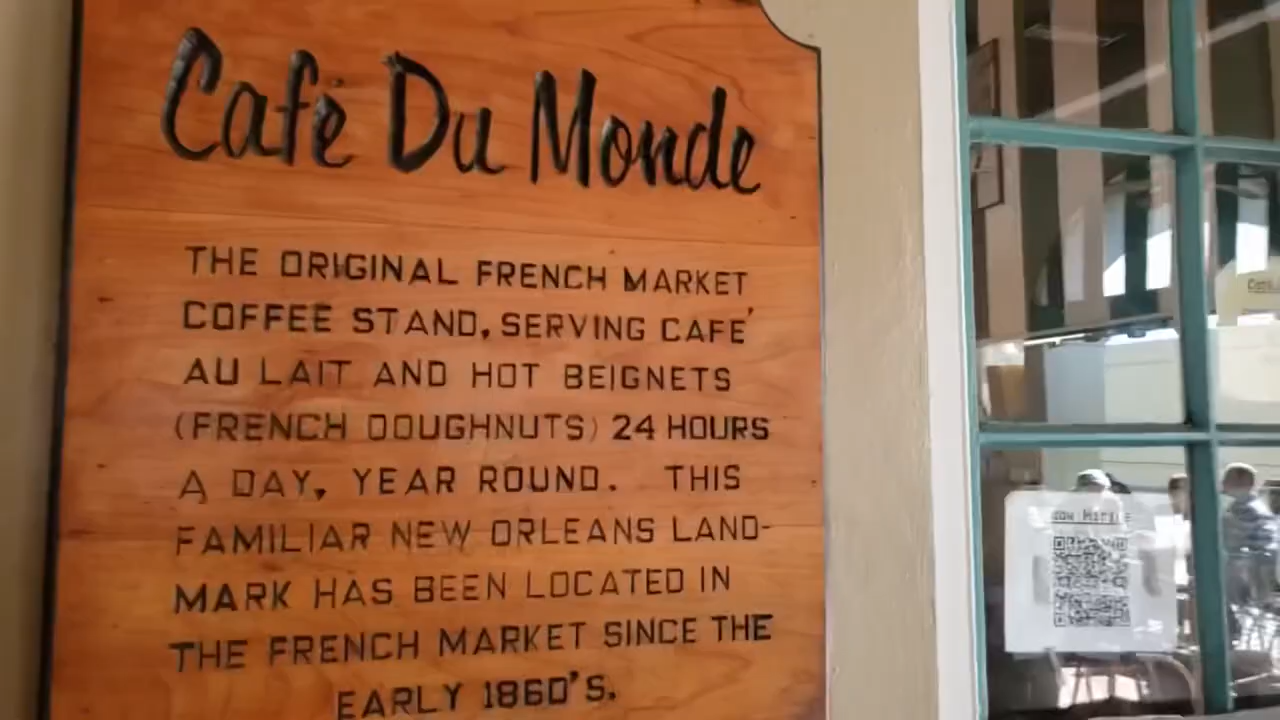 Café Du Monde
THE ORIGINAL FRENCH MARKET
COFFEE STAND, SERVING CAFE'
AU LAIT AND HOT BEIGNETS
(FRENCH DOUGHNUTS) 24 HOURS
A DAY, YEAR ROUND. THIS
FAMILIAR NEW ORLEANS LAND-
MARK HAS BEEN LOCATED IN
THE FRENCH MARKET SINCE THE
EARLY 1860'S.
Now Hiring